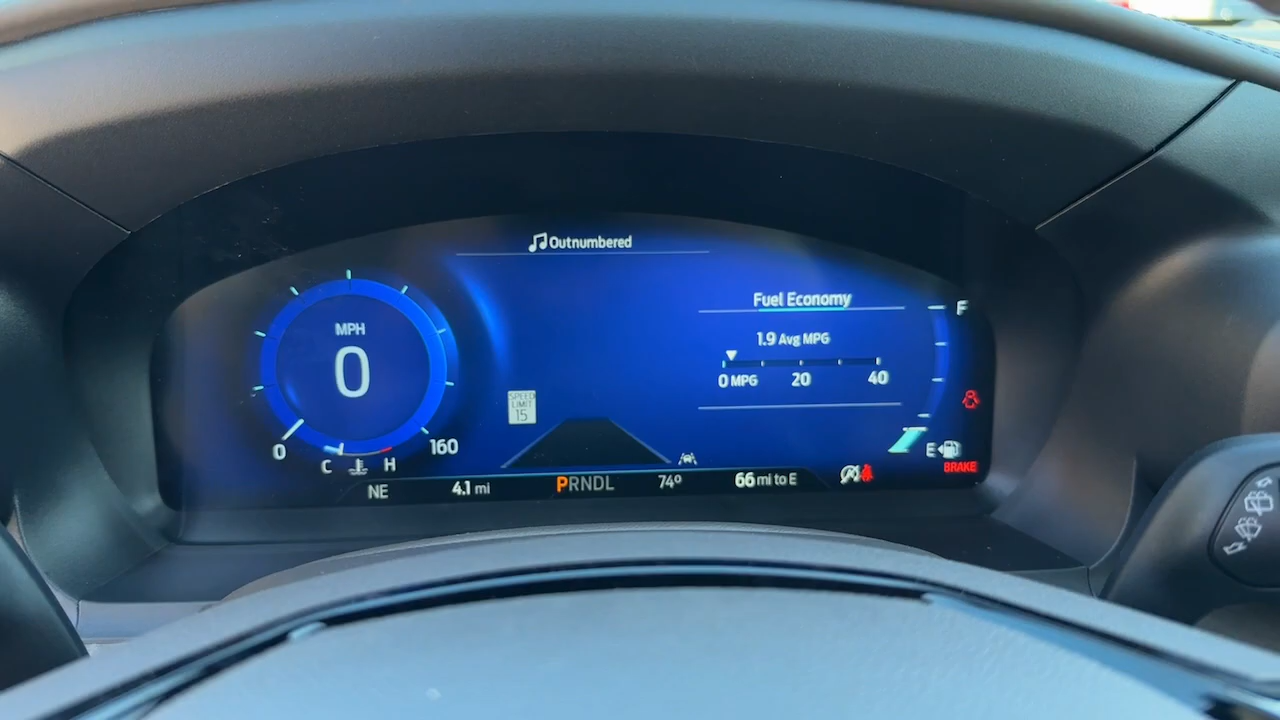 Outnumbered
MPH
0
0
160
C
H
SPEED
LIMIT
15
Fuel Economy
1.9 Avg MPG
0 MPG 20 40
F
E
BRAKE
NE 4.1 mi PRNDL 74° 66 mi to E